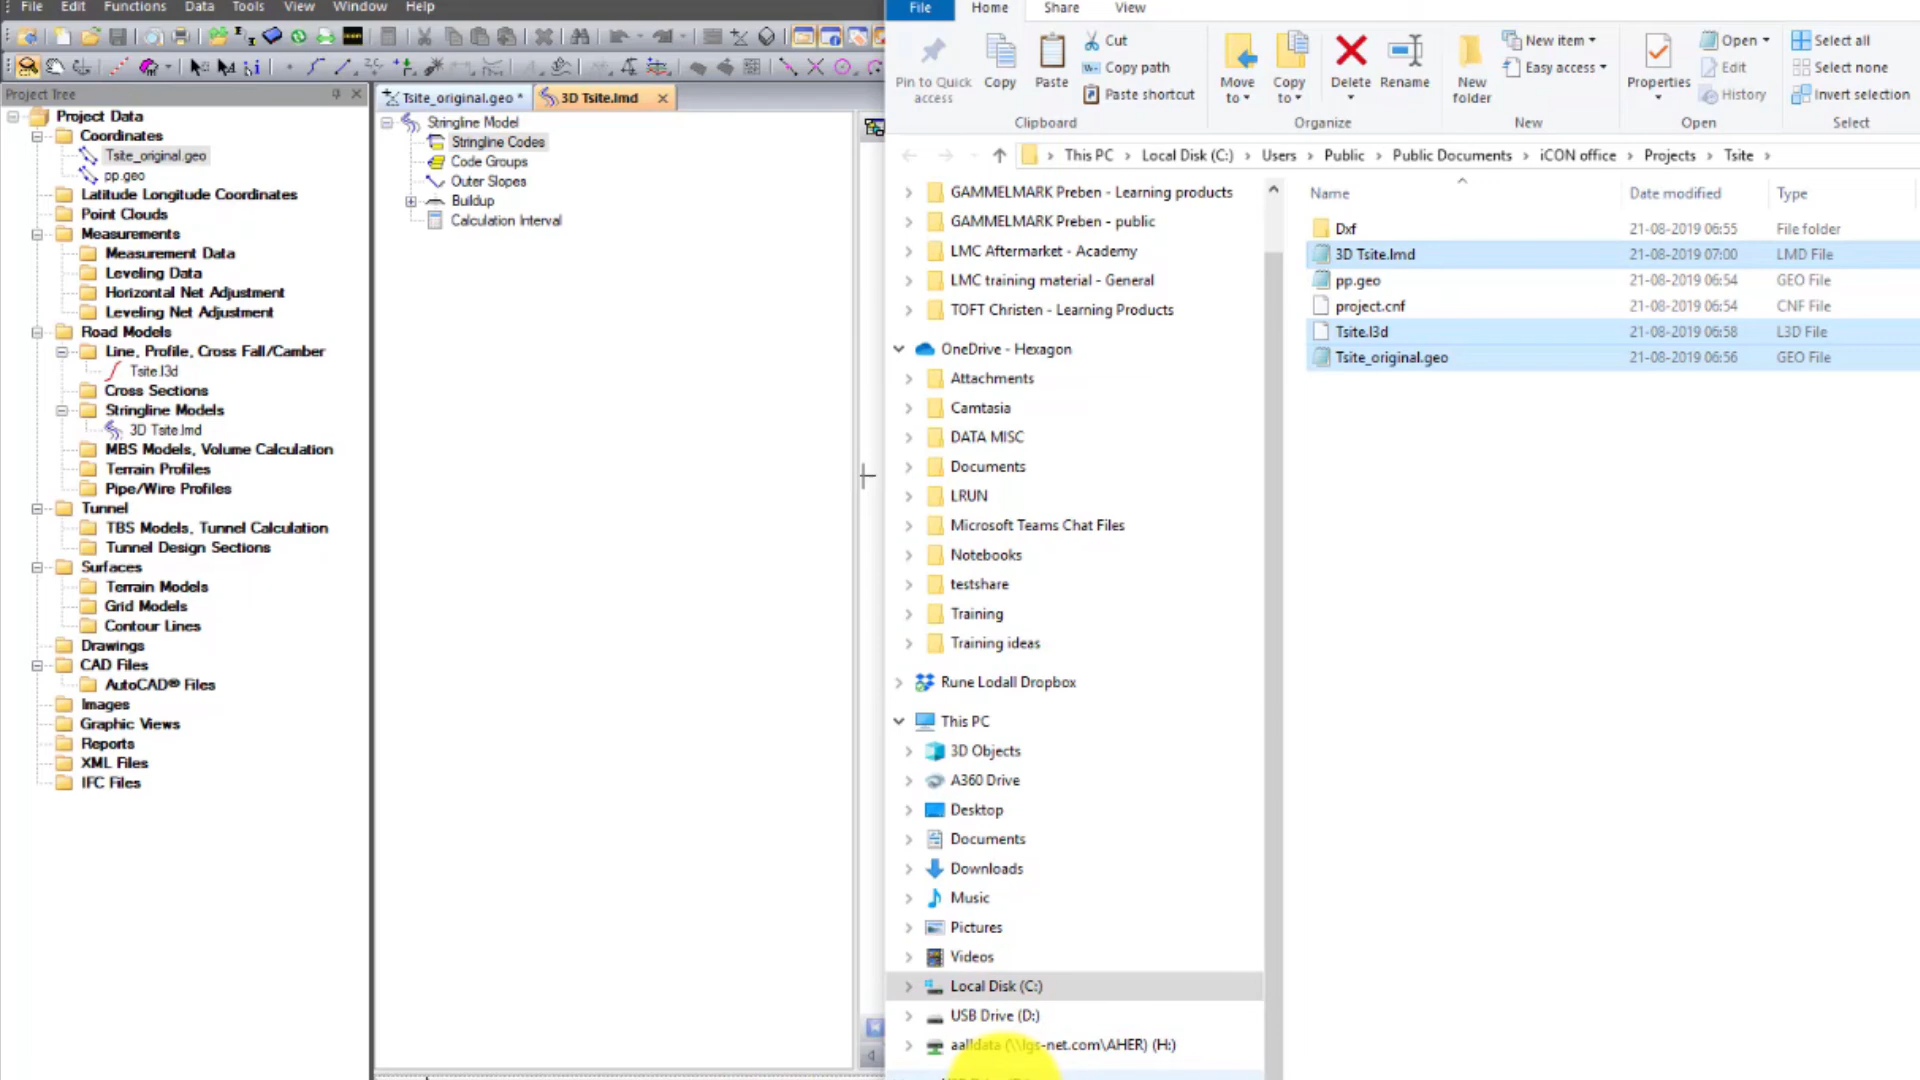 File Edit Functions Data Tools View Window Help
Project Tree
Project Data
Coordinates
Tsite_original.geo
pp.geo
Latitude Longitude Coordinates
Point Clouds
Measurements
Measurement Data
Leveling Data
Horizontal Net Adjustment
Leveling Net Adjustment
Road Models
Line, Profile, Cross Fall/Camber
Tsite.l3d
Cross Sections
Stringline Models
3D Tsite.lmd
MBS Models, Volume Calculation
Terrain Profiles
Pipe/Wire Profiles
Tunnel
TBS Models, Tunnel Calculation
Tunnel Design Sections
Surfaces
Terrain Models
Grid Models
Contour Lines
Drawings
CAD Files
AutoCAD® Files
Images
Graphic Views
Reports
XML Files
IFC Files
Tsite_original.geo * 3D Tsite.lmd
Stringline Model
Stringline Codes
Code Groups
Outer Slopes
Buildup
Calculation Interval
File Home Share View
Pin to Quick access
Copy
Paste
Cut
Copy path
Paste shortcut
Clipboard
Move to
Copy to
Delete
Rename
Organize
New folder
New item
Easy access
New
Properties
Open
Edit
History
Open
Select all
Select none
Invert selection
Select
This PC Local Disk (C:) Users Public Public Documents iCON office Projects Tsite
GAMMELMARK Preben - Learning products
GAMMELMARK Preben - public
LMC Aftermarket - Academy
LMC training material - General
TOFT Christen - Learning Products
OneDrive - Hexagon
Attachments
Camtasia
DATA MISC
Documents
LRUN
Microsoft Teams Chat Files
Notebooks
testshare
Training
Training ideas
Rune Lodall Dropbox
This PC
3D Objects
A360 Drive
Desktop
Documents
Downloads
Music
Pictures
Videos
Local Disk (C:)
USB Drive (D:)
aalldata (\\lgs-net.com\AHER) (H:)
Name Date modified Type
Dxf 21-08-2019 06:55 File folder
3D Tsite.lmd 21-08-2019 07:00 LMD File
pp.geo 21-08-2019 06:54 GEO File
project.cnf 21-08-2019 06:54 CNF File
Tsite.l3d 21-08-2019 06:58 L3D File
Tsite_original.geo 21-08-2019 06:56 GEO File